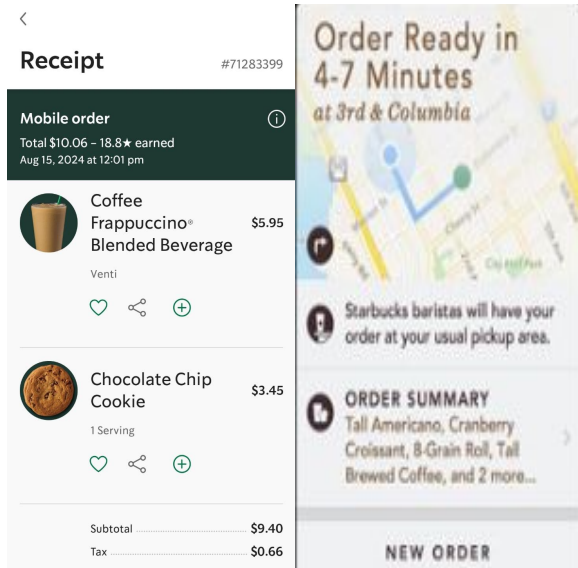 Receipt
#71283399
Mobile order
Total $10.06 – 18.8★ earned
Aug 15, 2024 at 12:01 pm
Coffee
Frappuccino®
Blended Beverage
$5.95
Venti
Chocolate Chip
Cookie
$3.45
1 Serving
Subtotal $9.40
Tax $0.66
Order Ready in
4-7 Minutes
at 3rd & Columbia
Starbucks baristas will have your
order at your usual pickup area.
ORDER SUMMARY
Tall Americano, Cranberry
Croissant, 8-Grain Roll, Tall
Brewed Coffee, and 2 more...
NEW ORDER